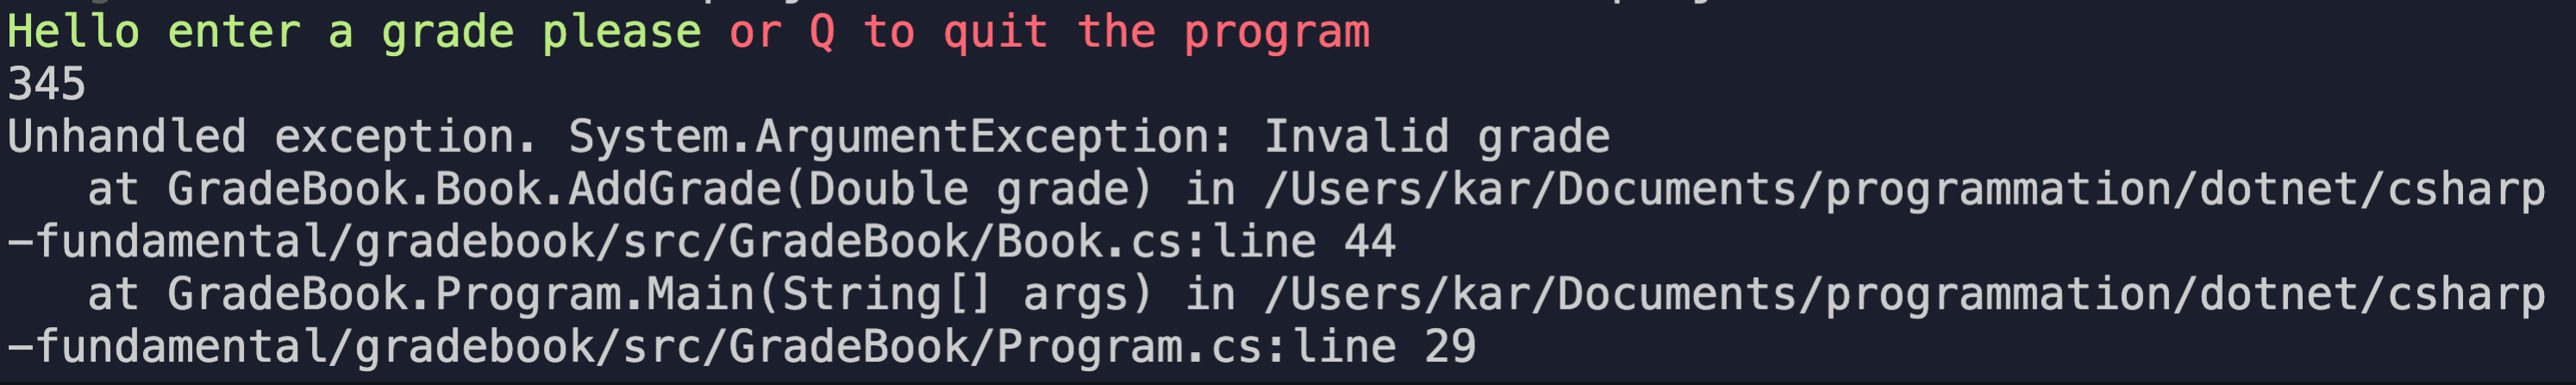 Hello enter a grade please or Q to quit the program
345
Unhandled exception. System.ArgumentException: Invalid grade
   at GradeBook.Book.AddGrade(Double grade) in /Users/kar/Documents/programmation/dotnet/csharp
-fundamental/gradebook/src/GradeBook/Book.cs:line 44
   at GradeBook.Program.Main(String[] args) in /Users/kar/Documents/programmation/dotnet/csharp
-fundamental/gradebook/src/GradeBook/Program.cs:line 29